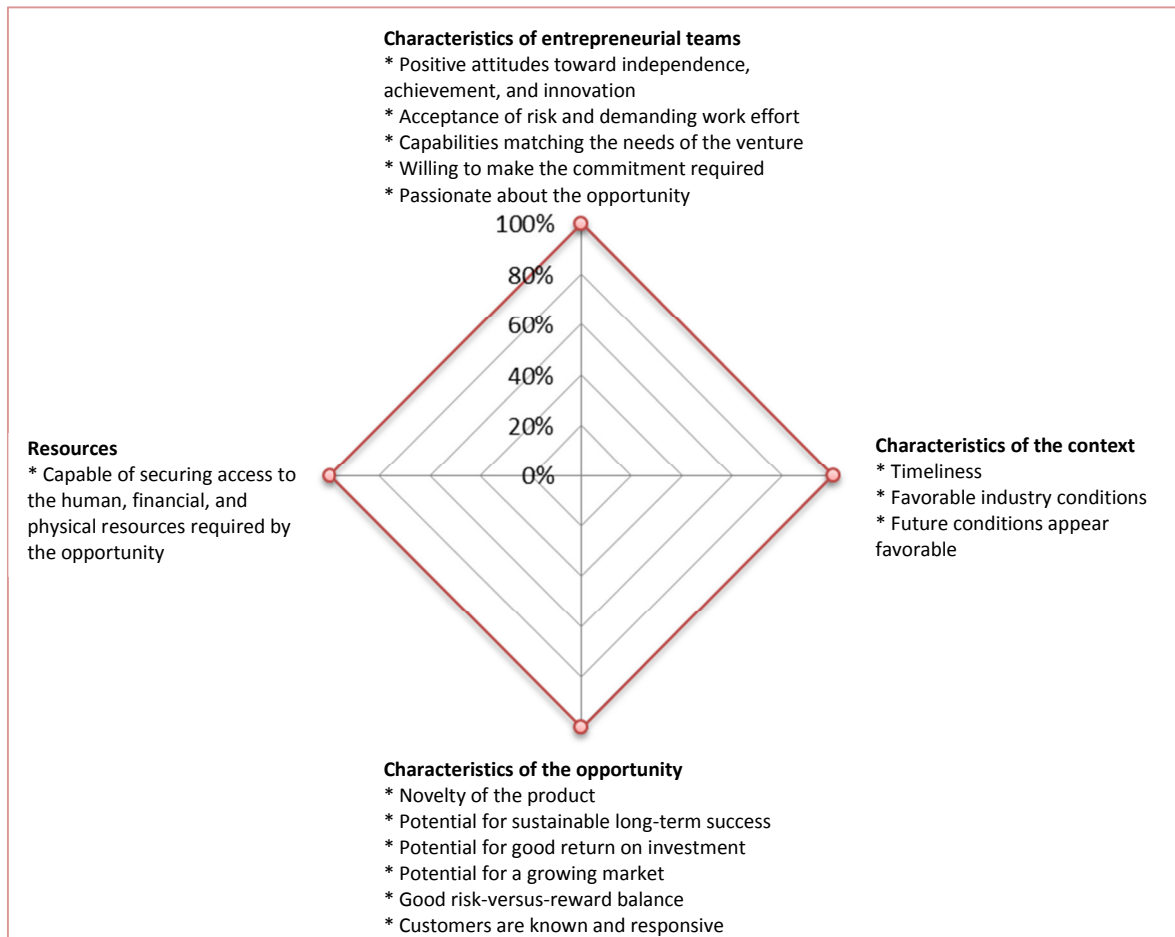 Characteristics of entrepreneurial teams
* Positive attitudes toward independence,
achievement, and innovation
* Acceptance of risk and demanding work effort
* Capabilities matching the needs of the venture
* Willing to make the commitment required
* Passionate about the opportunity
100%
80%
60%
40%
20%
0%
Resources
* Capable of securing access to
the human, financial, and
physical resources required by
the opportunity
Characteristics of the context
* Timeliness
* Favorable industry conditions
* Future conditions appear
favorable
Characteristics of the opportunity
* Novelty of the product
* Potential for sustainable long-term success
* Potential for good return on investment
* Potential for a growing market
* Good risk-versus-reward balance
* Customers are known and responsive